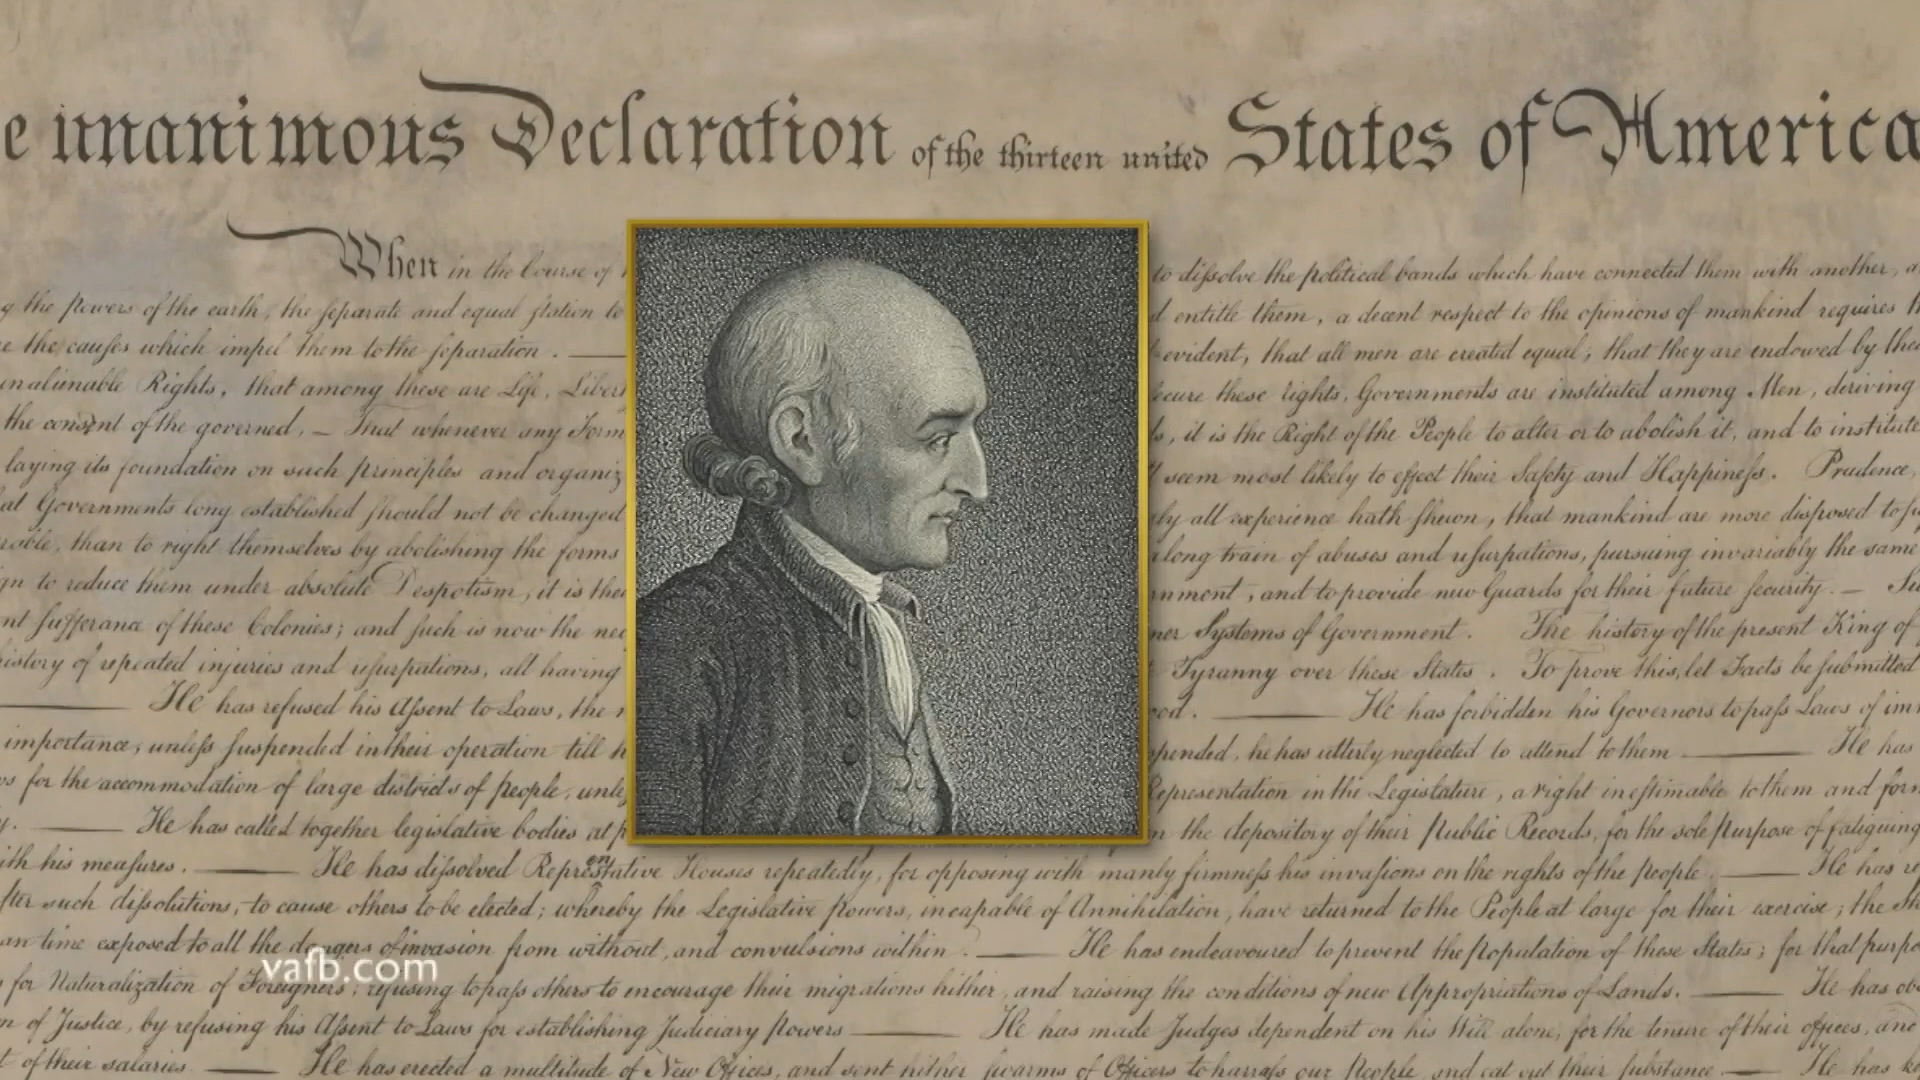 e unanimous Declaration of the thirteen united States of America
When in the Course of
to dissolve the political bands which have connected them with another, a
g the powers of the earth, the separate and equal station to
entitle them, a decent respect to the opinions of mankind requires
the causes which impel them to the separation.
evident, that all men are created equal; that they are endowed by the
unalienable Rights, that among these are Life, Libert
secure these rights, Governments are instituted among Men, deriving
the consent of the governed, — That whenever any Form
it is the Right of the People to alter or to abolish it, and to institute
laying its foundation on such principles and organiz
seem most likely to effect their Safety and Happiness. Prudence,
at Governments long established should not be changed
all experience hath shewn, that mankind are more disposed to
than to right themselves by abolishing the forms
long train of abuses and usurpations, pursuing invariably the same
gn to reduce them under absolute Despotism, it is thei
nment, and to provide new Guards for their future security. —
nt sufferance of these Colonies; and such is now the nec
mer Systems of Government. The history of the present King of
history of repeated injuries and usurpations, all having
Tyranny over these States. To prove this, let Facts be submitted
He has refused his Assent to Laws, the
ood. He has forbidden his Governors to pass Laws of im
importance, unless suspended in their operation till h
spended, he has utterly neglected to attend to them He has
s for the accommodation of large districts of people, unle
Representation in the Legislature, a right inestimable to them and for
He has called together legislative bodies at
the depository of their Public Records, for the sole purpose of fatiguing
ith his measures. He has dissolved Representative Houses repeatedly, for opposing with manly firmness his invasions on the rights of the people He has re
fter such dissolutions, to cause others to be elected; whereby the Legislative powers, incapable of Annihilation, have returned to the People at large for their exercise; the
an time exposed to all the dangers of invasion from without, and convulsions within. He has endeavoured to prevent the population of these States; for that purpo
vafb.com
for Naturalization of Foreigners; refusing to pass others to encourage their migrations hither, and raising the conditions of new Appropriations of Lands. He has ob
n of Justice, by refusing his Assent to Laws for establishing Judiciary powers He has made Judges dependent on his Will alone, for the tenure of their offices, and
t of their salaries He has erected a multitude of New Offices, and sent hither swarms of Officers to harrass our People, and eat out their substance He has k